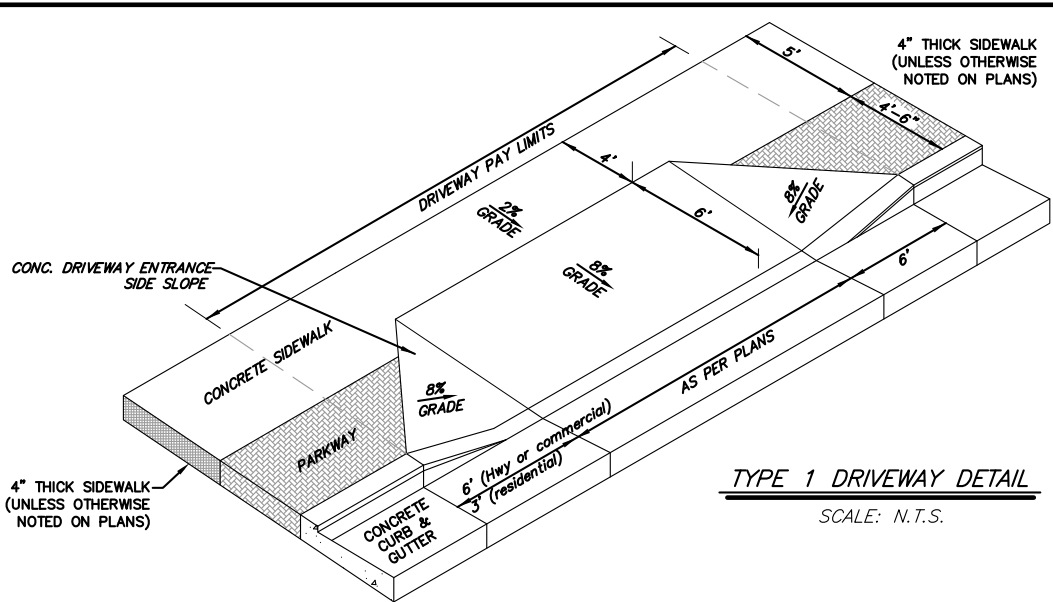 4" THICK SIDEWALK
(UNLESS OTHERWISE
NOTED ON PLANS)
5'
4'-6"
DRIVEWAY PAY LIMITS
4'
6'
8%
GRADE
2%
GRADE
CONC. DRIVEWAY ENTRANCE
SIDE SLOPE
8%
GRADE
6'
CONCRETE SIDEWALK
AS PER PLANS
8%
GRADE
PARKWAY
6' (Hwy or commercial)
3' (residential)
4" THICK SIDEWALK
(UNLESS OTHERWISE
NOTED ON PLANS)
CONCRETE
CURB &
GUTTER
TYPE 1 DRIVEWAY DETAIL
SCALE: N.T.S.